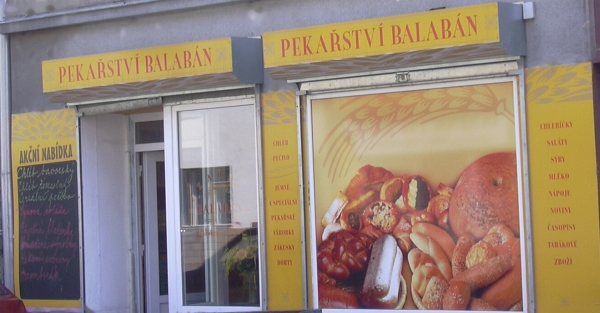 PEKAŘSTVÍ BALABÁN
PEKAŘSTVÍ BALABÁN
AKČNÍ NABÍDKA
CHLÉB
PEČIVO
JEMNÉ
A SPECIÁLNÍ
PEKAŘSKÉ
VÝROBKY
ZÁKUSKY
DORTY
CHLEBÍČKY
SALÁTY
SÝRY
MLÉKO
NÁPOJE
NOVINY
ČASOPISY
TABÁKOVÉ
ZBOŽÍ